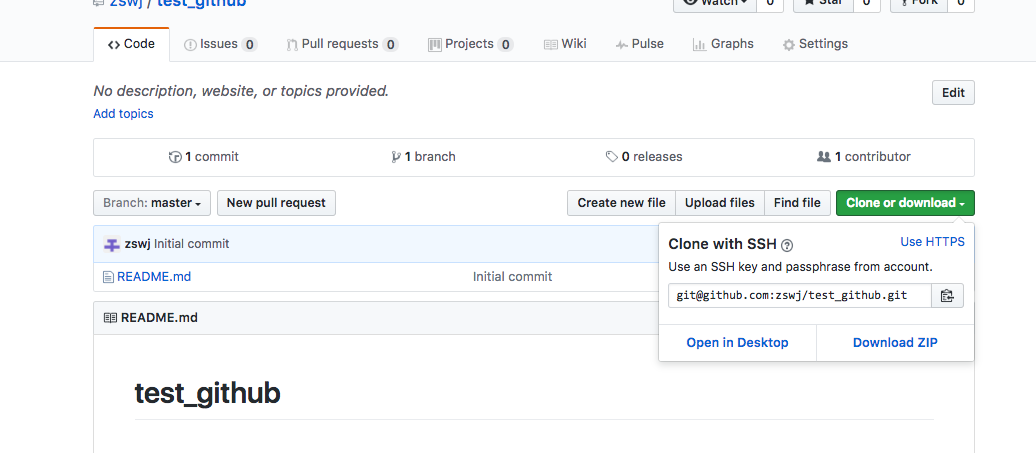 zswj / test_github
Watch 0 Star 0 Fork 0
Code Issues 0 Pull requests 0 Projects 0 Wiki Pulse Graphs Settings
No description, website, or topics provided. Edit
Add topics
1 commit 1 branch 0 releases 1 contributor
Branch: master New pull request Create new file Upload files Find file Clone or download
zswj Initial commit
README.md Initial commit
Clone with SSH ? Use HTTPS
Use an SSH key and passphrase from account.
git@github.com:zswj/test_github.git
Open in Desktop Download ZIP
README.md
test_github